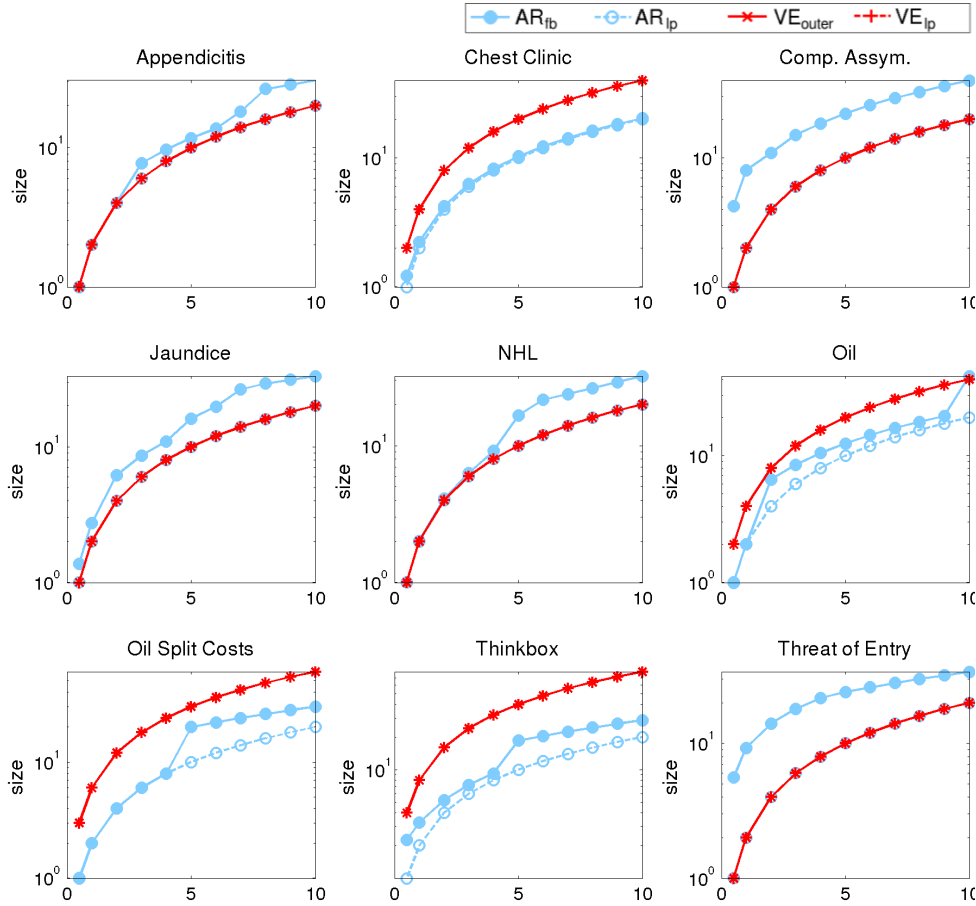 AR_fb AR_lp VE_outer VE_lp
Appendicitis Chest Clinic Comp. Assym.
size 10^1 10^0 0 5 10
size 10^1 10^0 0 5 10
size 10^1 10^0 0 5 10
Jaundice NHL Oil
size 10^1 10^0 0 5 10
size 10^1 10^0 0 5 10
size 10^1 10^0 0 5 10
Oil Split Costs Thinkbox Threat of Entry
size 10^1 10^0 0 5 10
size 10^1 0 5 10
size 10^1 10^0 0 5 10